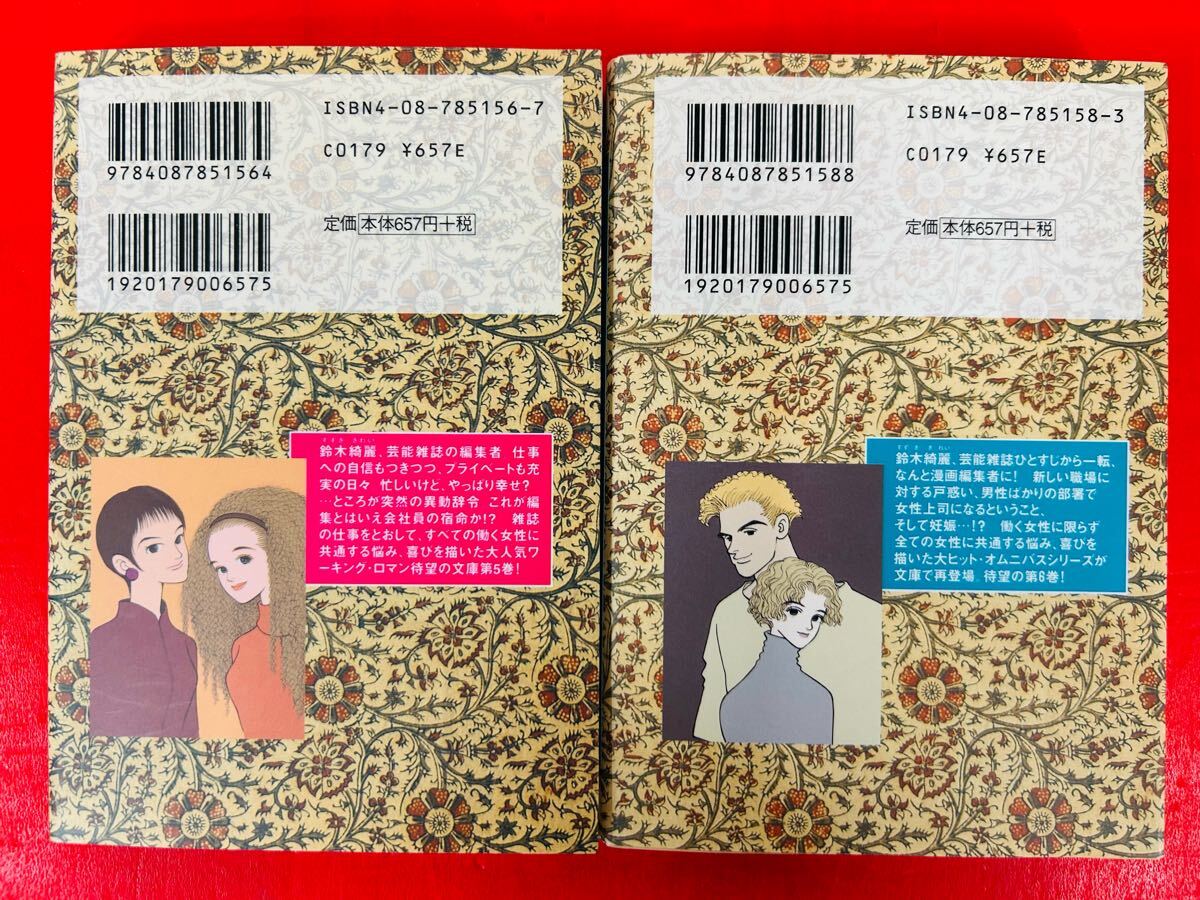 ISBN4-08-785156-7
C0179 ¥657E
9784087851564
定価 本体657円+税
1920179006575
すずき きれい
鈴木綺麗、芸能雑誌の編集者 仕事
への自信もつきつつ、プライベートも充
実の日々 忙しいけど、やっぱり幸せ?
…ところが突然の異動辞令 これが編
集とはいえ会社員の宿命か!? 雑誌
の仕事をとおして、すべての働く女性に
共通する悩み、喜びを描いた大人気ワ
ーキング・ロマン待望の文庫第5巻!
ISBN4-08-785158-3
C0179 ¥657E
9784087851588
定価 本体657円+税
1920179006575
すずき きれい
鈴木綺麗、芸能雑誌ひとすじから一転、
なんと漫画編集者に! 新しい職場に
対する戸惑い、男性ばかりの部署で
女性上司になるということ、
そして妊娠…!? 働く女性に限らず
全ての女性に共通する悩み、喜びを
描いた大ヒット・オムニバスシリーズが
文庫で再登場 待望の第6巻!